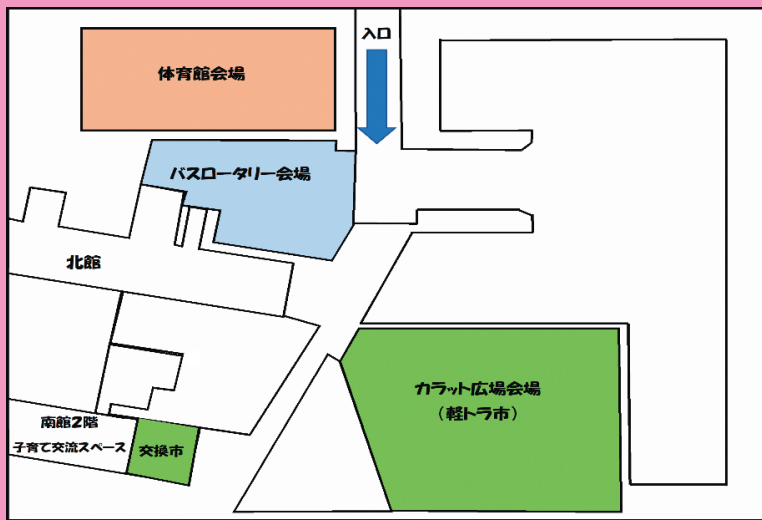 入口
体育館会場
バスロータリー会場
北館
カラット広場会場
(軽トラ市)
南館2階
子育て交流スペース
交換市